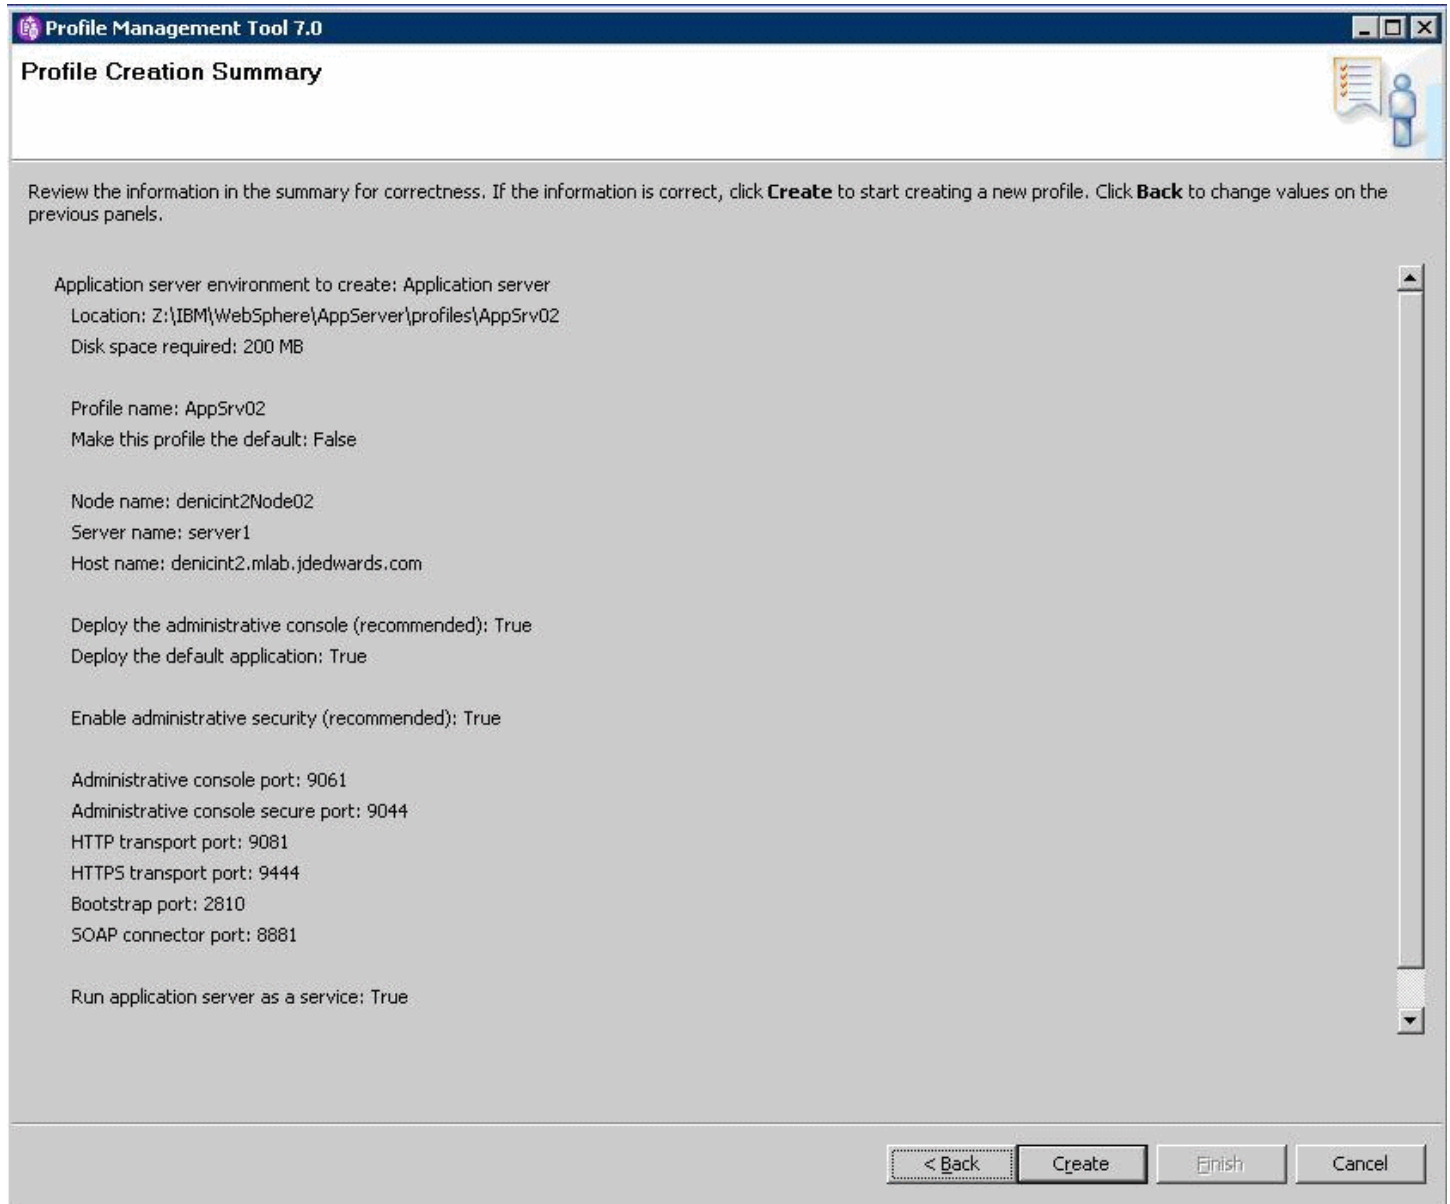 Profile Management Tool 7.0
Profile Creation Summary
Review the information in the summary for correctness. If the information is correct, click Create to start creating a new profile. Click Back to change values on the
previous panels.
Application server environment to create: Application server
Location: Z:\IBM\WebSphere\AppServer\profiles\AppSrv02
Disk space required: 200 MB
Profile name: AppSrv02
Make this profile the default: False
Node name: denicint2Node02
Server name: server1
Host name: denicint2.mlab.jdedwards.com
Deploy the administrative console (recommended): True
Deploy the default application: True
Enable administrative security (recommended): True
Administrative console port: 9061
Administrative console secure port: 9044
HTTP transport port: 9081
HTTPS transport port: 9444
Bootstrap port: 2810
SOAP connector port: 8881
Run application server as a service: True
< Back Create Finish Cancel